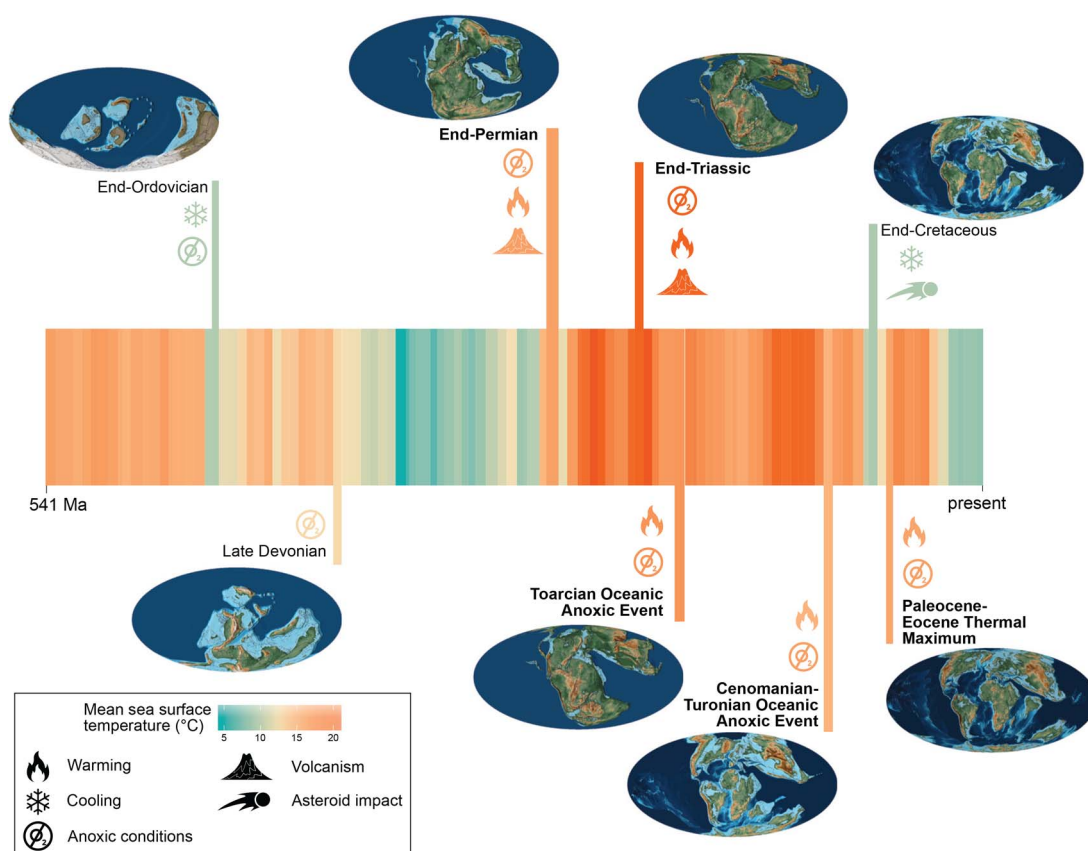 End-Permian
End-Triassic
End-Ordovician
End-Cretaceous
541 Ma
present
Late Devonian
Toarcian Oceanic
Anoxic Event
Cenomanian-
Turonian Oceanic
Anoxic Event
Paleocene-
Eocene Thermal
Maximum
Mean sea surface
temperature (°C)
5 10 15 20
Warming
Volcanism
Cooling
Asteroid impact
Anoxic conditions